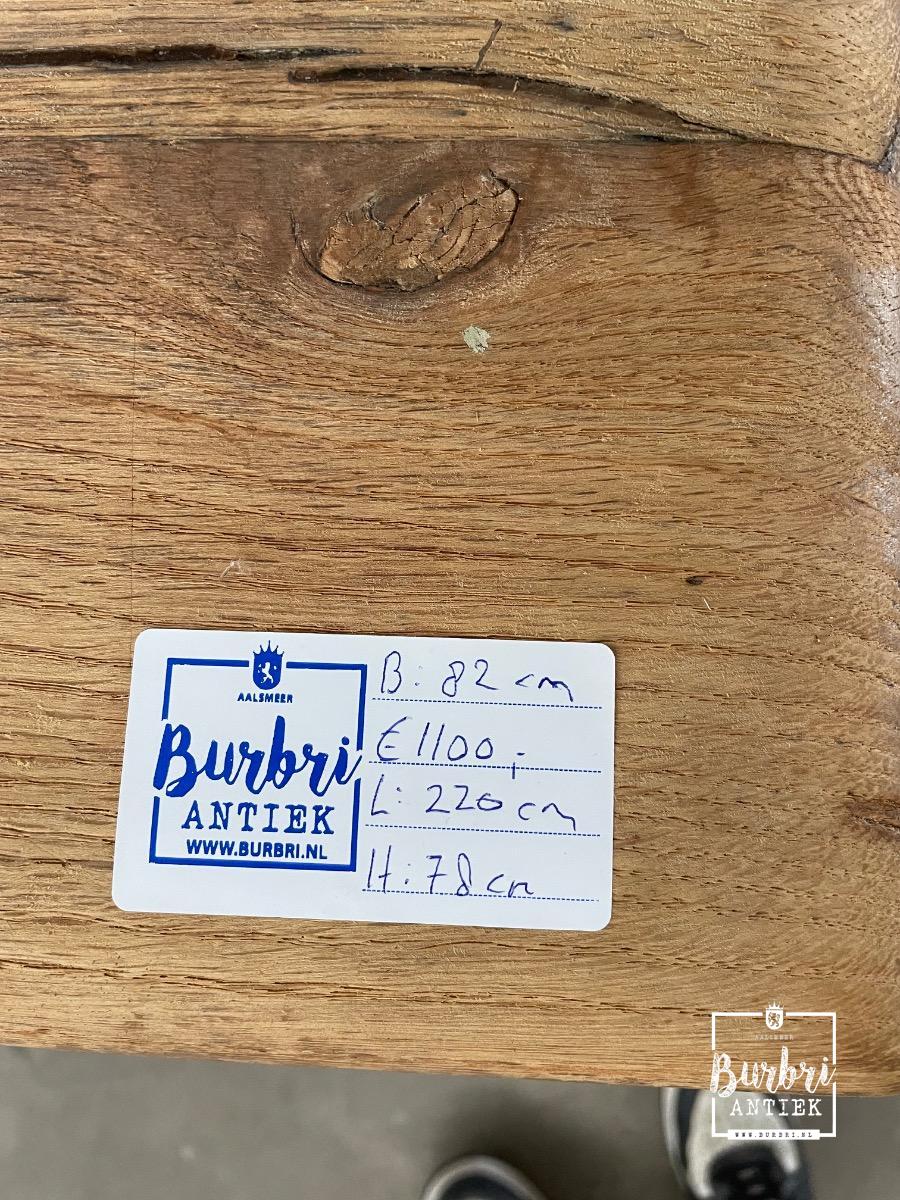 AALSMEER
Burbri
ANTIEK
WWW.BURBRI.NL
B: 82 cm
€1100,-
L: 220 cm
H: 78 cm
AALSMEER
Burbri
ANTIEK
WWW.BURBRI.NL